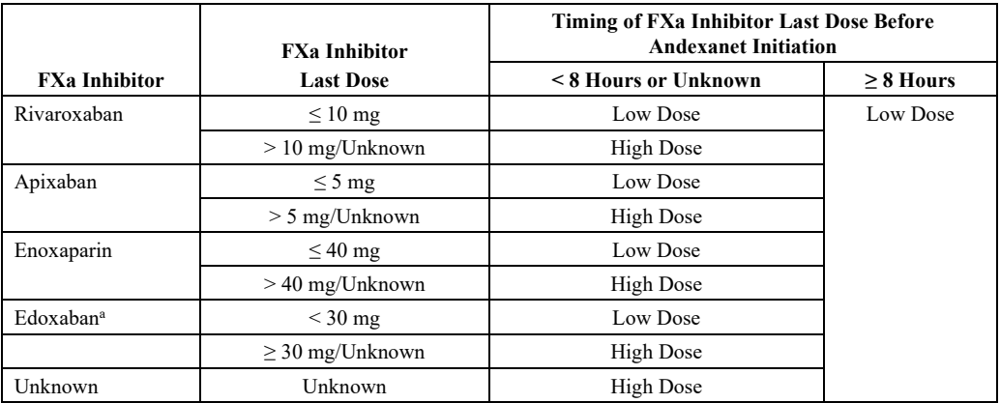 Timing of FXa Inhibitor Last Dose Before
Andexanet Initiation
FXa Inhibitor
FXa Inhibitor
Last Dose
< 8 Hours or Unknown
≥ 8 Hours
Rivaroxaban
≤ 10 mg
Low Dose
Low Dose
> 10 mg/Unknown
High Dose
Apixaban
≤ 5 mg
Low Dose
> 5 mg/Unknown
High Dose
Enoxaparin
≤ 40 mg
Low Dose
> 40 mg/Unknown
High Dose
Edoxabanᵃ
< 30 mg
Low Dose
≥ 30 mg/Unknown
High Dose
Unknown
Unknown
High Dose